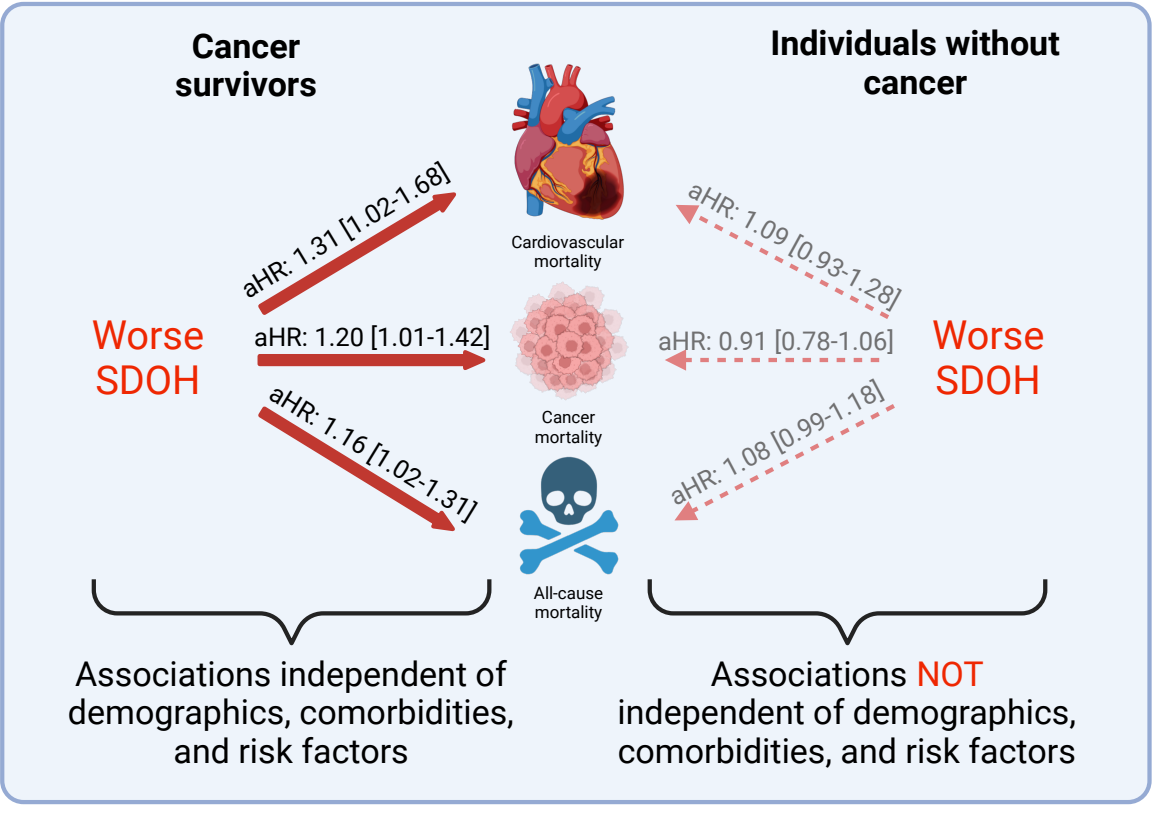 Cancer
survivors
Individuals without
cancer
aHR: 1.31 [1.02-1.68]
aHR: 1.20 [1.01-1.42]
aHR: 1.16 [1.02-1.31]
Worse
SDOH
Cardiovascular
mortality
Cancer
mortality
All-cause
mortality
aHR: 1.09 [0.93-1.28]
aHR: 0.91 [0.78-1.06]
aHR: 1.08 [0.99-1.18]
Worse
SDOH
Associations independent of
demographics, comorbidities,
and risk factors
Associations NOT
independent of demographics,
comorbidities, and risk factors